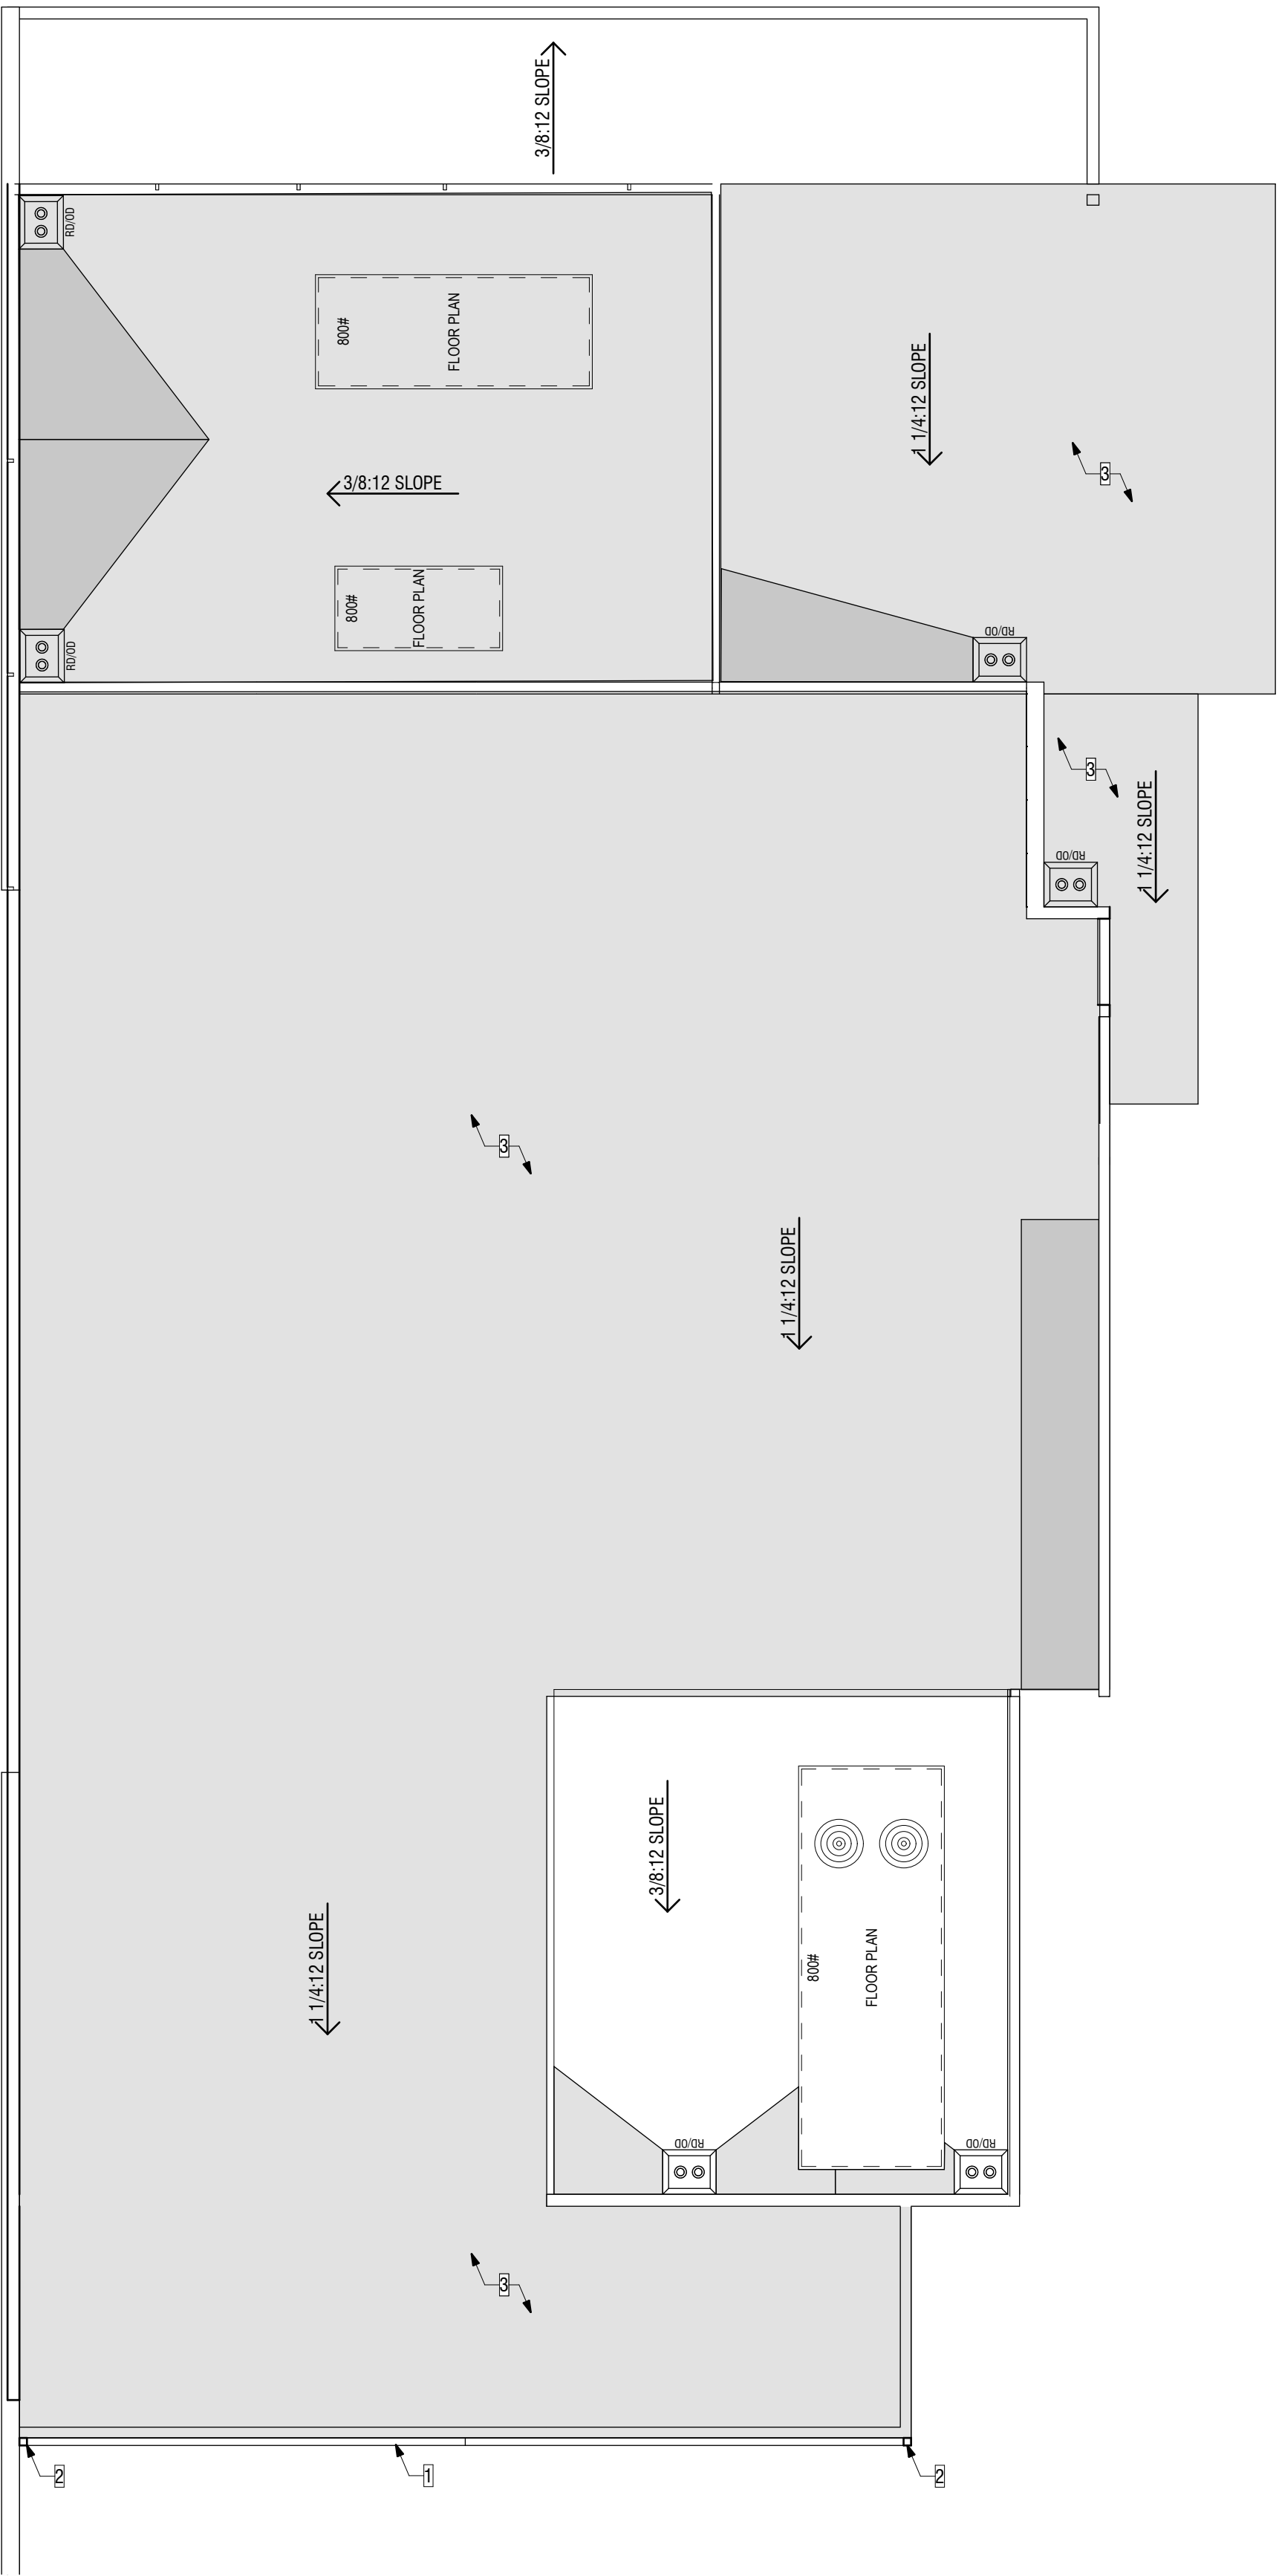 3/8:12 SLOPE
RD/OD
800#
FLOOR PLAN
1 1/4:12 SLOPE
3
3/8:12 SLOPE
800#
FLOOR PLAN
RD/OD
RD/OD
3
1 1/4:12 SLOPE
RD/OD
3
1 1/4:12 SLOPE
3/8:12 SLOPE
1 1/4:12 SLOPE
800#
FLOOR PLAN
RD/OD
RD/OD
3
2
1
2